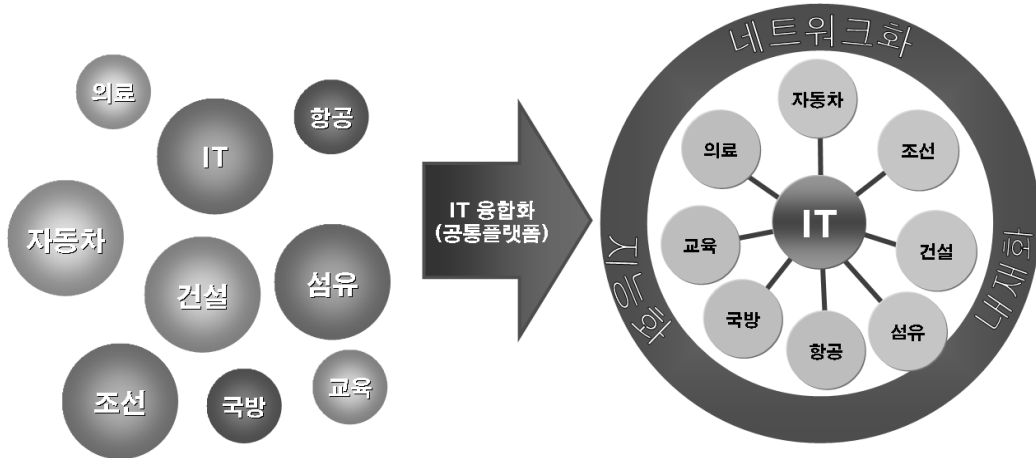 의료
항공
IT
자동차
건설
섬유
조선
국방
교육
IT 융합화
(공통플랫폼)
네트워크화
지능화
내재화
자동차
의료
조선
IT
교육
건설
국방
항공
섬유